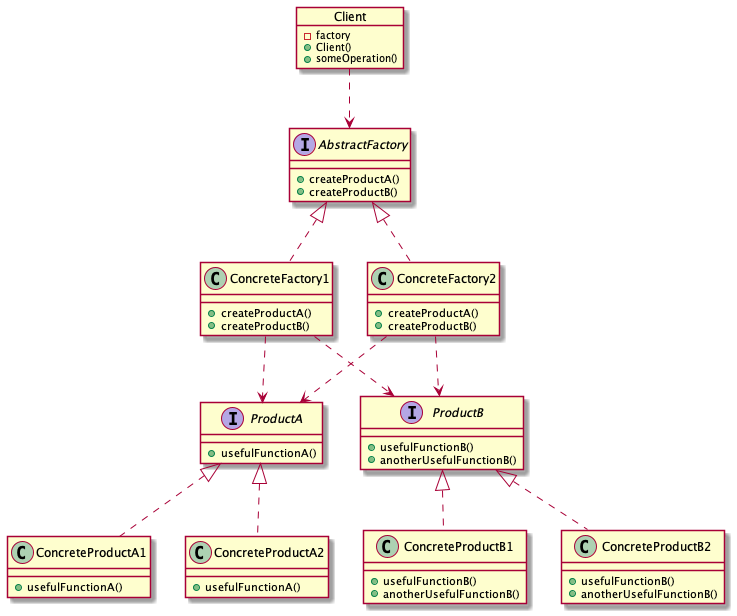 Client
factory
Client()
someOperation()
I AbstractFactory
createProductA()
createProductB()
C ConcreteFactory1
createProductA()
createProductB()
C ConcreteFactory2
createProductA()
createProductB()
I ProductA
usefulFunctionA()
I ProductB
usefulFunctionB()
anotherUsefulFunctionB()
C ConcreteProductA1
usefulFunctionA()
C ConcreteProductA2
usefulFunctionA()
C ConcreteProductB1
usefulFunctionB()
anotherUsefulFunctionB()
C ConcreteProductB2
usefulFunctionB()
anotherUsefulFunctionB()